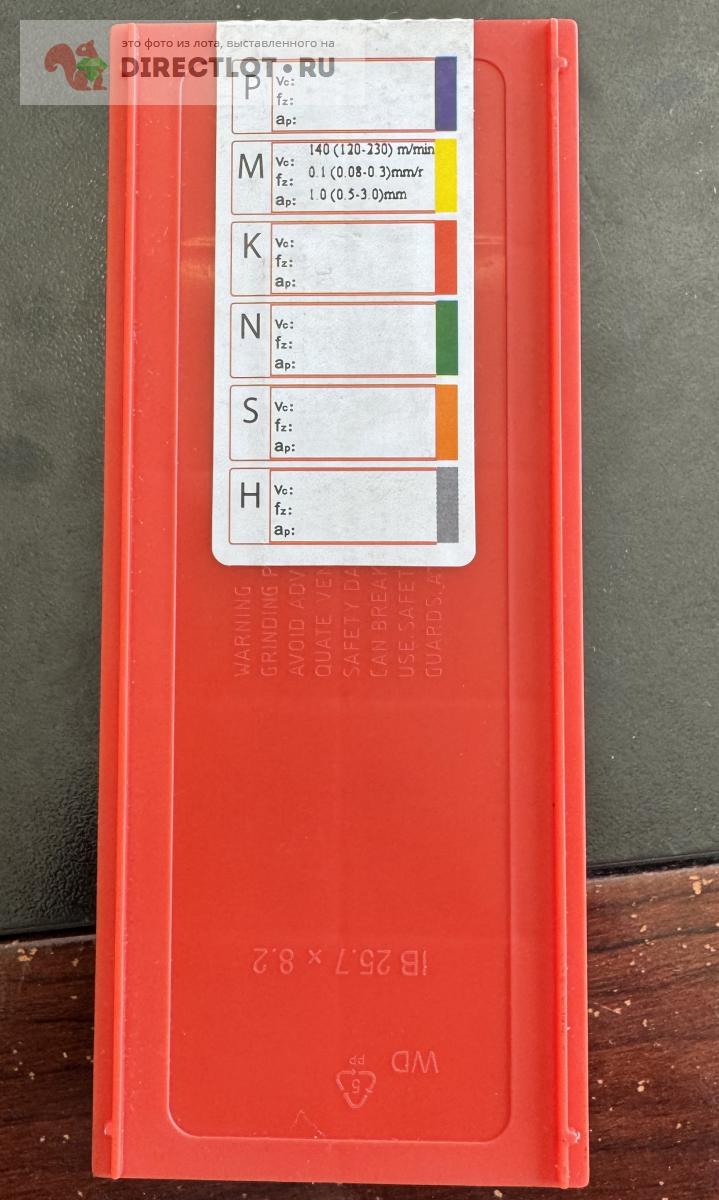 это фото из лота, выставленного на
DIRECTLOT.RU
P
Vc:
fz:
ap:
M
Vc: 140 (120-230) m/min
fz: 0.1 (0.08-0 3)mm/r
ap: 1.0 (0.5-3.0)mm
K
Vc:
fz:
ap:
N
Vc:
fz:
ap:
S
Vc:
fz:
ap:
H
Vc:
fz:
ap:
WARNING
GRINDING
AVOID ADV
QUATE VEN
SAFETY DA
CAN BREAK
USE.SAFET
GUARDS.A
IB 25.7 x 8.2
WD
5
PP